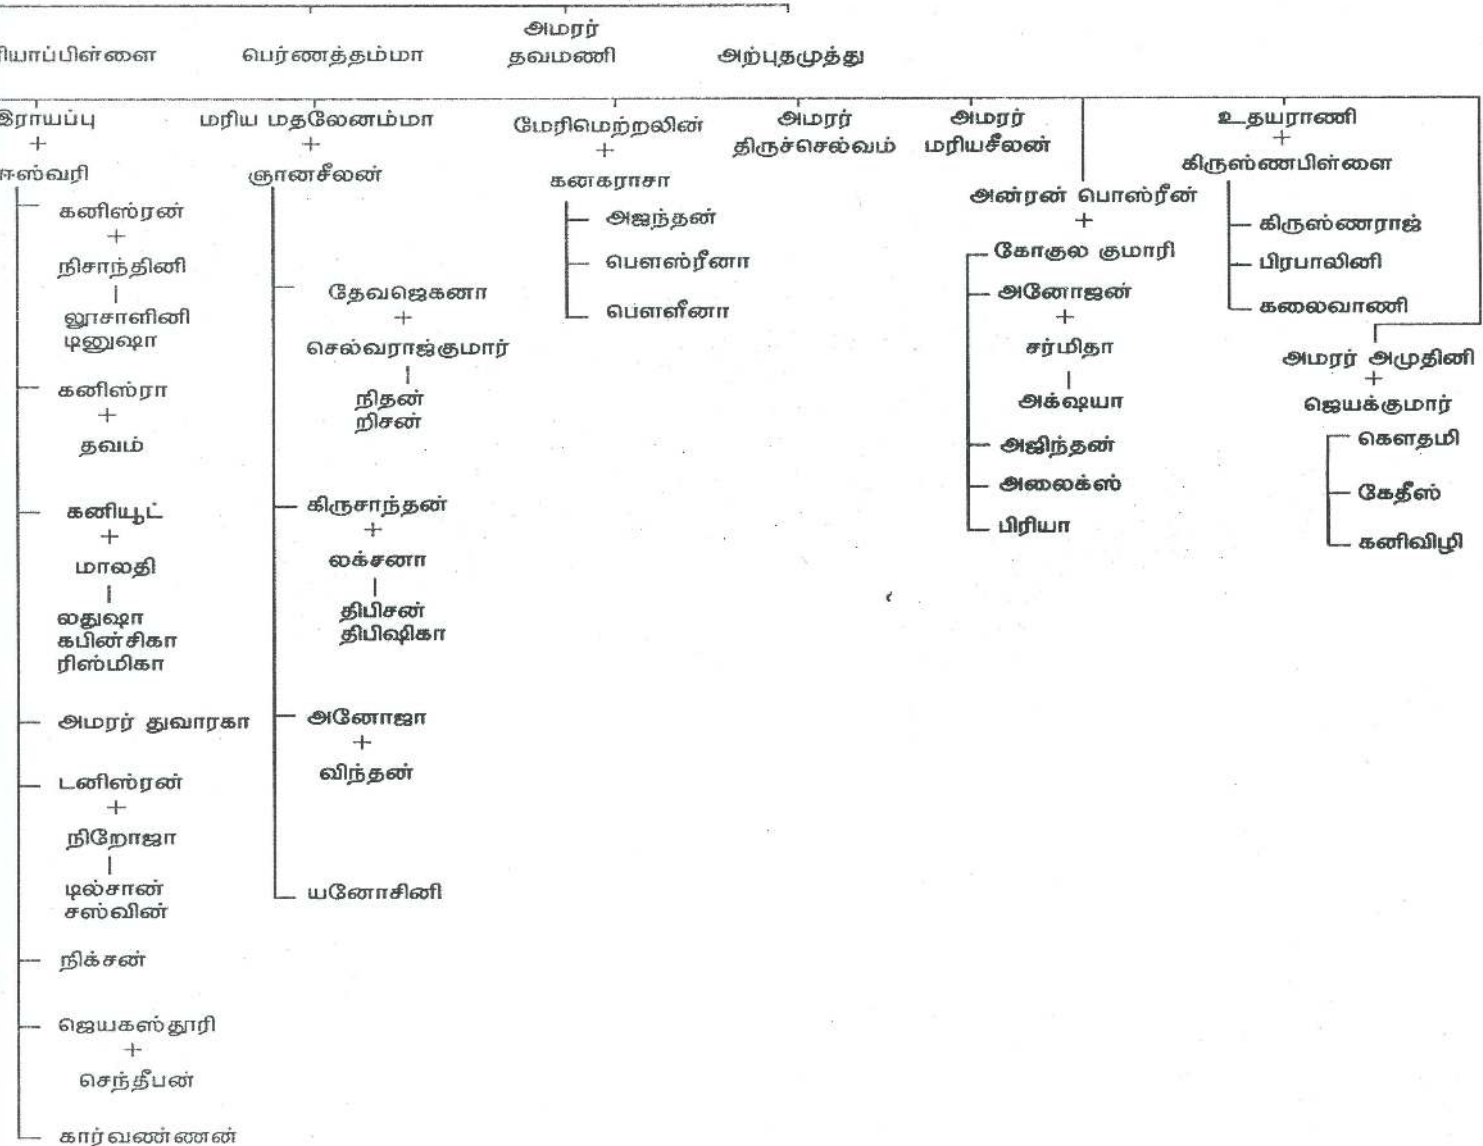 யாப்பிள்ளை
பெர்ணத்தம்மா
அமரர்
தவமணி
அற்புதமுத்து
இராயப்பு
+
ஈஸ்வரி
கனிஸ்ரன்
+
நிசாந்தினி
லூசாளினி
டினுஷா
கனிஸ்ரா
+
தவம்
கனியூட்
+
மாலதி
லதுஷா
கபின்சிகா
ரிஸ்மிகா
அமரர் துவாரகா
டனிஸ்ரன்
+
நிறோஜா
டில்சான்
சஸ்வின்
நிக்சன்
ஜெயகஸ்தூரி
+
செந்தீபன்
கார்வண்ணன்
மரிய மதலேனம்மா
+
ஞானசீலன்
தேவஜெகனா
+
செல்வராஜ்குமார்
நிதன்
றிசன்
கிருசாந்தன்
+
லக்சனா
திபிசன்
திபிஷிகா
அனோஜா
+
விந்தன்
யனோசினி
மேரிமெற்றலின்
+
கனகராசா
அஜந்தன்
பௌஸ்ரீனா
பௌளீனா
அமரர்
திருச்செல்வம்
அமரர்
மரியசீலன்
அன்ரன் பொஸ்ரீன்
+
கோகுல குமாரி
அனோஜன்
+
சர்மிதா
அக்ஷயா
அஜிந்தன்
அலைக்ஸ்
பிரியா
உதயராணி
+
கிருஸ்ணபிள்ளை
கிருஸ்ணராஜ்
பிரபாலினி
கலைவாணி
அமரர் அமுதினி
+
ஜெயக்குமார்
கௌதமி
கேதீஸ்
கனிவிழி